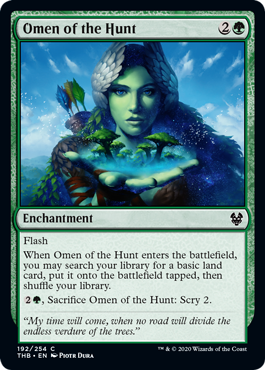 Omen of the Hunt 2
Enchantment
Flash
When Omen of the Hunt enters the battlefield,
you may search your library for a basic land
card, put it onto the battlefield tapped, then
shuffle your library.
2, Sacrifice Omen of the Hunt: Scry 2.
"My time will come, when no road will divide the
endless verdure of the trees."
192/254 C
THB • EN Piotr Dura
™ & © 2020 Wizards of the Coast